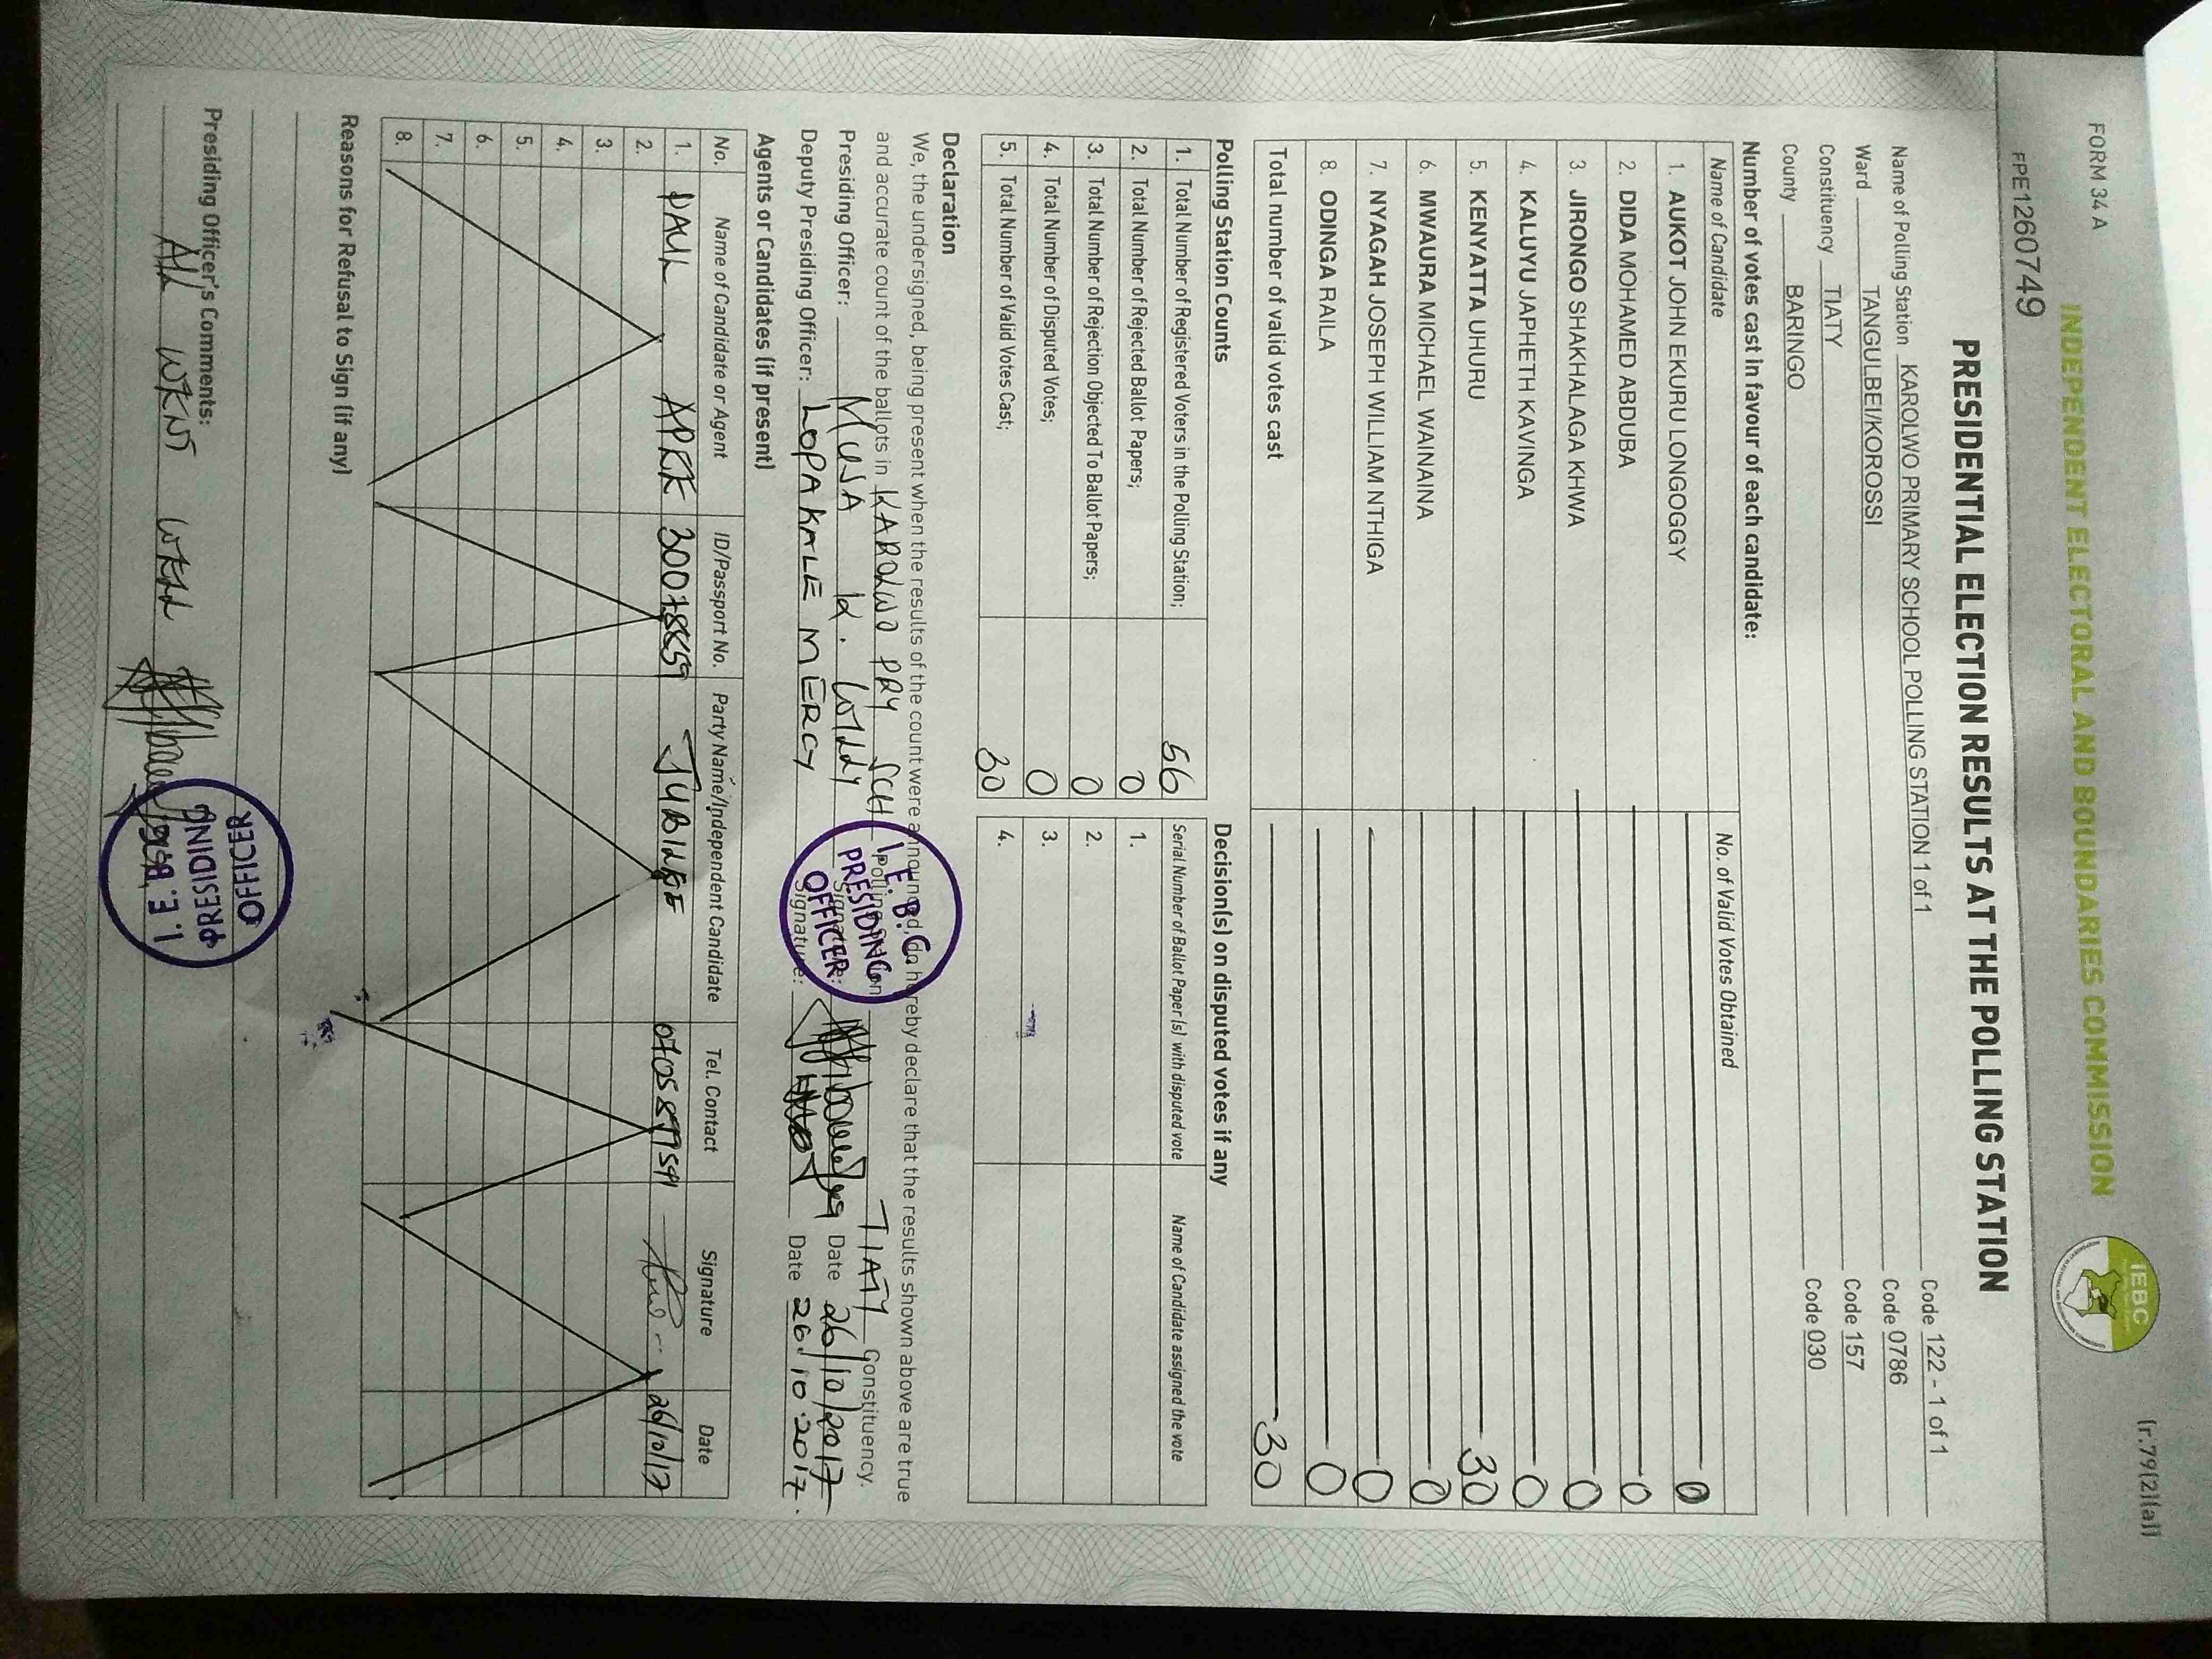 FORM 34 A
[r.79(2)(a)]
INDEPENDENT ELECTORAL AND BOUNDARIES COMMISSION
IEBC
FPE1260749
PRESIDENTIAL ELECTION RESULTS AT THE POLLING STATION
Name of Polling Station KAROLWO PRIMARY SCHOOL POLLING STATION 1 of 1 Code 122 - 1 of 1
Ward TANGULBEI/KOROSSI Code 0786
Constituency TIATY Code 157
County BARINGO Code 030
Number of votes cast in favour of each candidate:
Name of Candidate No. of Valid Votes Obtained
1. AUKOT JOHN EKURU LONGOGGY 0
2. DIDA MOHAMED ABDUBA 0
3. JIRONGO SHAKHALAGA KHWA 0
4. KALUYU JAPHETH KAVINGA 0
5. KENYATTA UHURU 30
6. MWAURA MICHAEL WAINAINA 0
7. NYAGAH JOSEPH WILLIAM NTHIGA 0
8. ODINGA RAILA 0
Total number of valid votes cast 30
Polling Station Counts
1. Total Number of Registered Voters in the Polling Station; 56
2. Total Number of Rejected Ballot Papers; 0
3. Total Number of Rejection Objected To Ballot Papers; 0
4. Total Number of Disputed Votes; 0
5. Total Number of Valid Votes Cast; 30
Decision(s) on disputed votes if any
Serial Number of Ballot Paper (s) with disputed vote Name of Candidate assigned the vote
1.
2.
3.
4.
Declaration
We, the undersigned, being present when the results of the count were announced, do hereby declare that the results shown above are true
and accurate count of the ballots in KAROLWO PRY SCH Polling station TIATY Constituency.
Presiding Officer: MUSA K. WILLY Signature: Date 26/10/2017
Deputy Presiding Officer: LOPAKALE MERCY Signature: Date 26.10.2017.
I.E.B.C.
PRESIDING
OFFICER
Agents or Candidates (if present)
No. Name of Candidate or Agent ID/Passport No. Party Name/Independent Candidate Tel. Contact Signature Date
1. PAUL JUBILEE 26/10/17
2.
3.
4.
5.
6.
7.
8.
Reasons for Refusal to Sign (if any)
Presiding Officer's Comments:
All WENT WELL
I.E.B.C.
PRESIDING
OFFICER